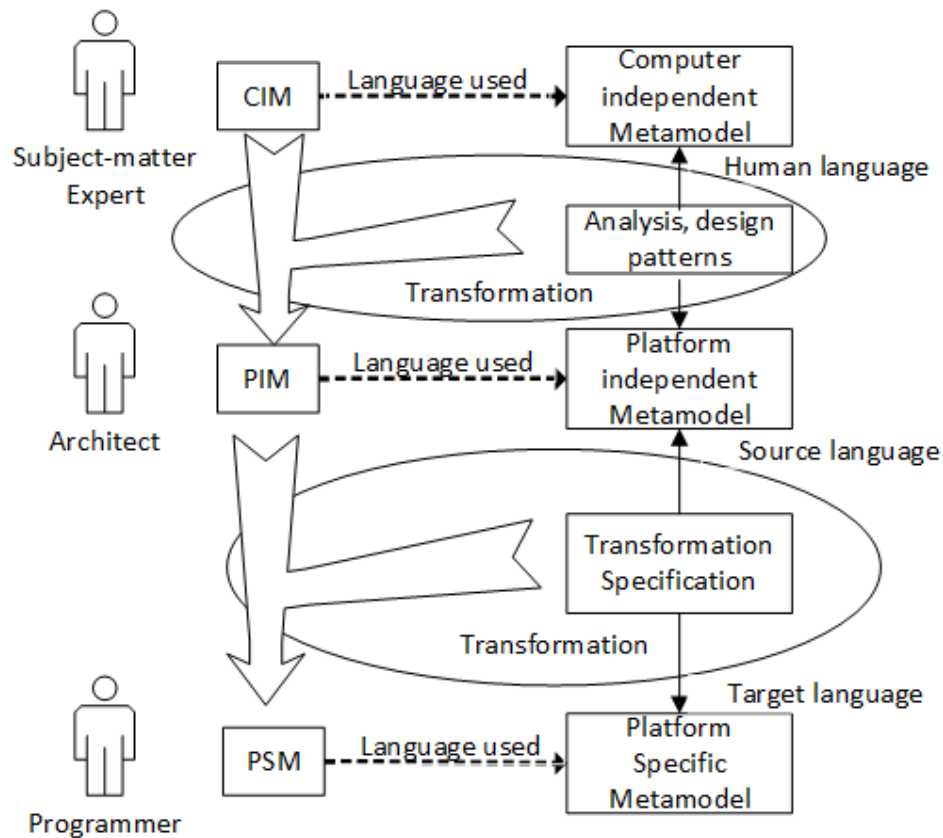 CIM
Language used
Computer
independent
Metamodel
Subject-matter
Expert
Human language
Analysis, design
patterns
Transformation
PIM
Language used
Platform
independent
Metamodel
Architect
Source language
Transformation
Specification
Transformation
Target language
PSM
Language used
Platform
Specific
Metamodel
Programmer